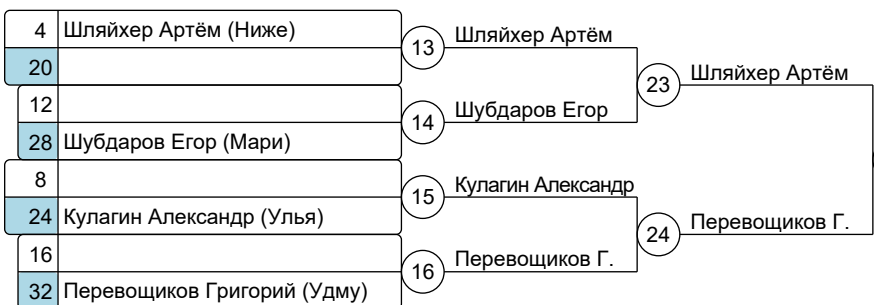 4 Шляйхер Артём (Ниже)
20
12
28 Шубдаров Егор (Мари)
8
24 Кулагин Александр (Улья)
16
32 Перевощиков Григорий (Удму)
13 Шляйхер Артём
14 Шубдаров Егор
15 Кулагин Александр
16 Перевощиков Г.
23 Шляйхер Артём
24 Перевощиков Г.